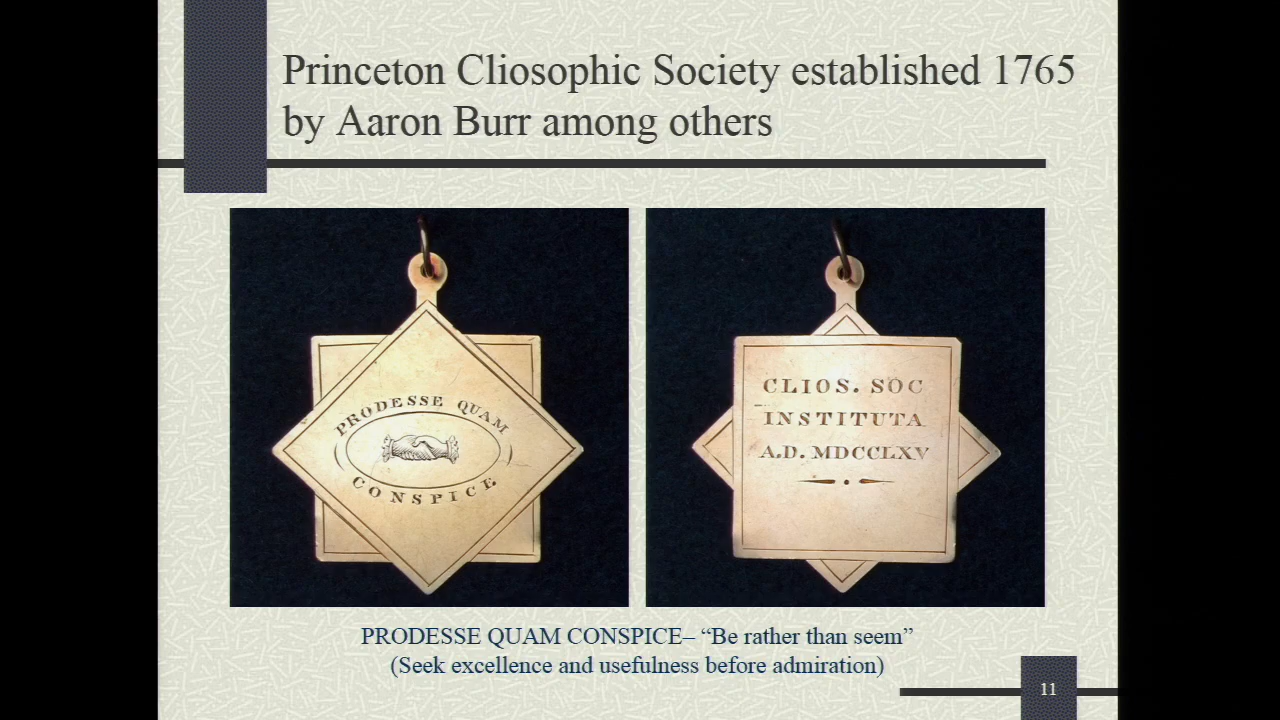 Princeton Cliosophic Society established 1765
by Aaron Burr among others
PRODESSE QUAM
CONSPICE
CLIOS. SOC
INSTITUTA
A.D. MDCCLXV
PRODESSE QUAM CONSPICE– “Be rather than seem”
(Seek excellence and usefulness before admiration)
11